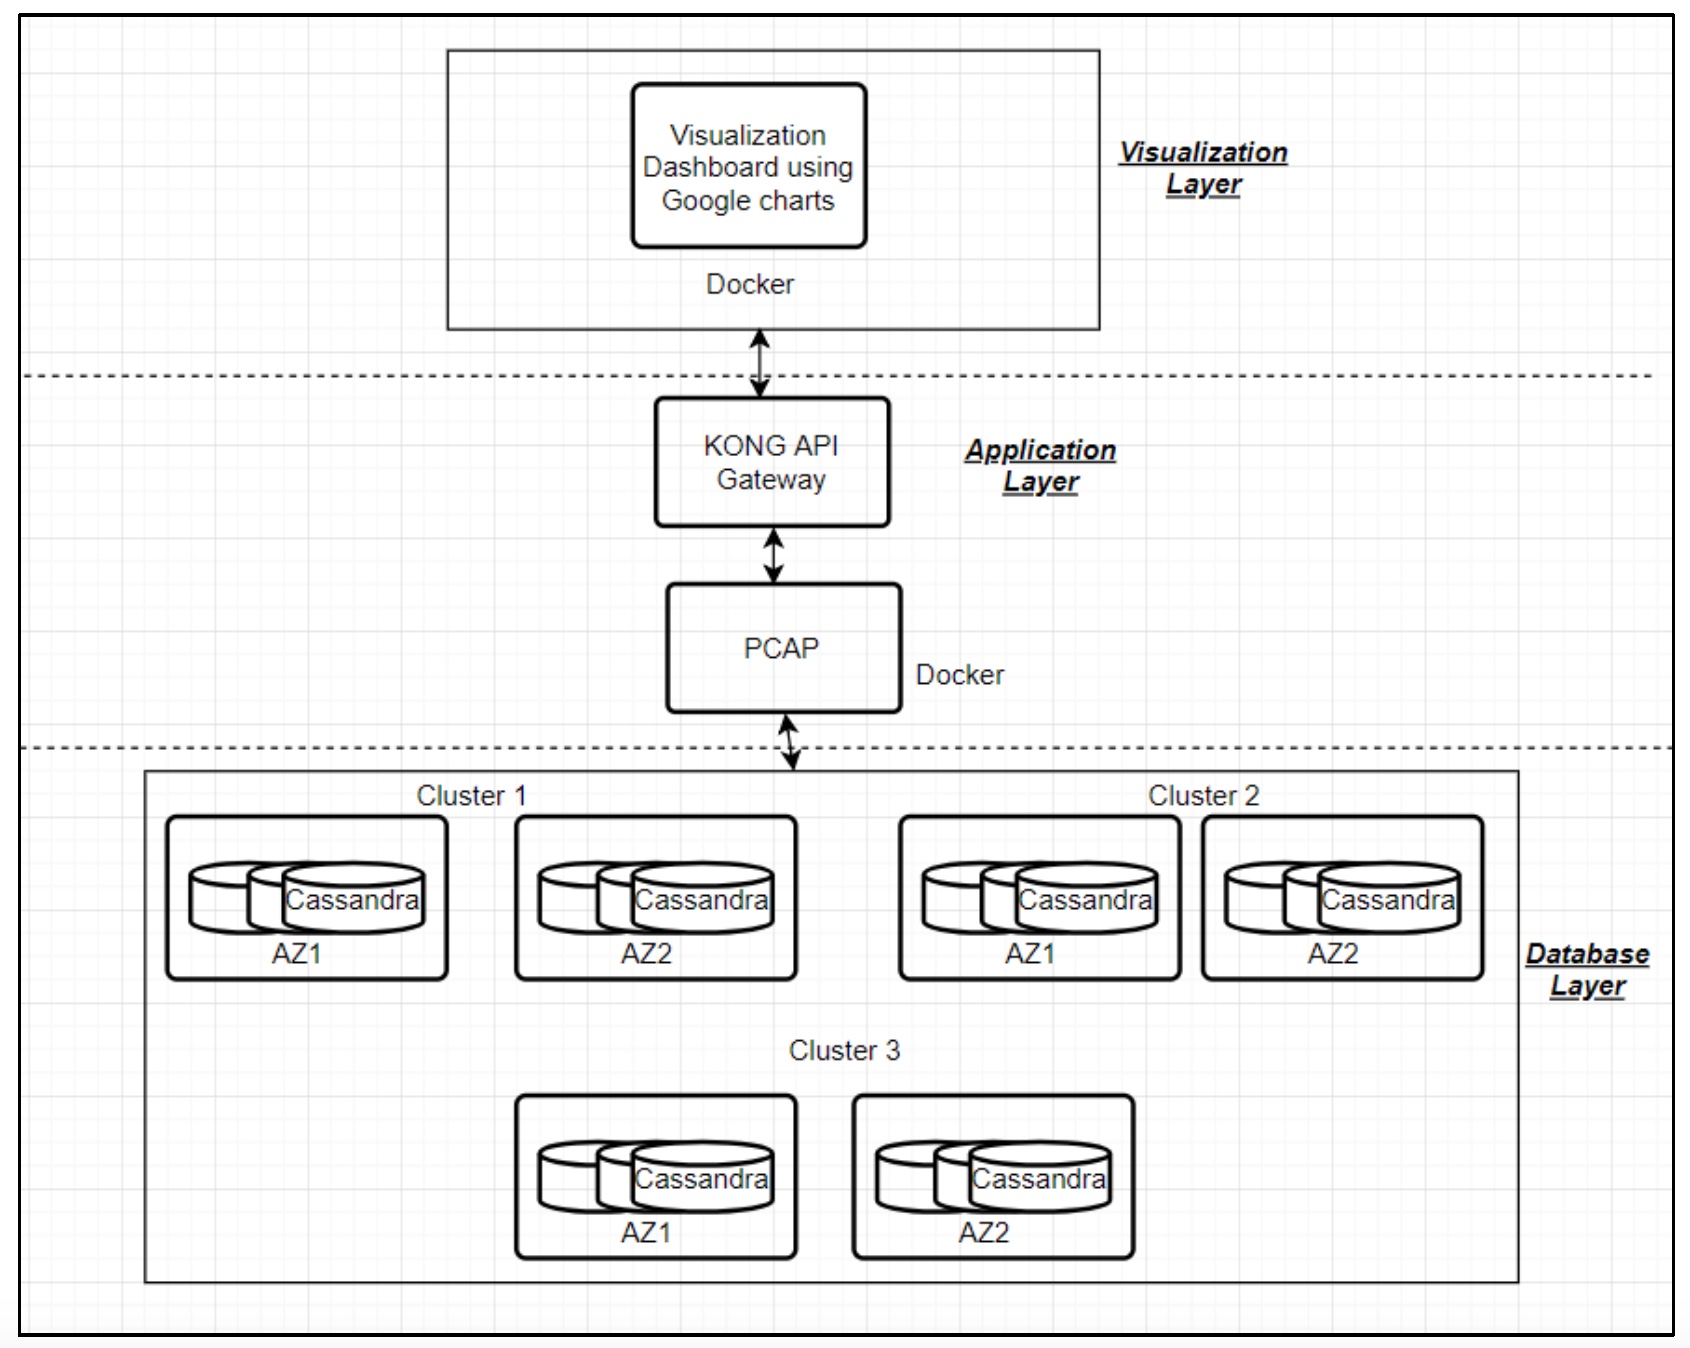 Visualization
Dashboard using
Google charts
Docker
Visualization
Layer
KONG API
Gateway
Application
Layer
PCAP
Docker
Cluster 1
Cluster 2
Cassandra
AZ1
Cassandra
AZ2
Cassandra
AZ1
Cassandra
AZ2
Database
Layer
Cluster 3
Cassandra
AZ1
Cassandra
AZ2